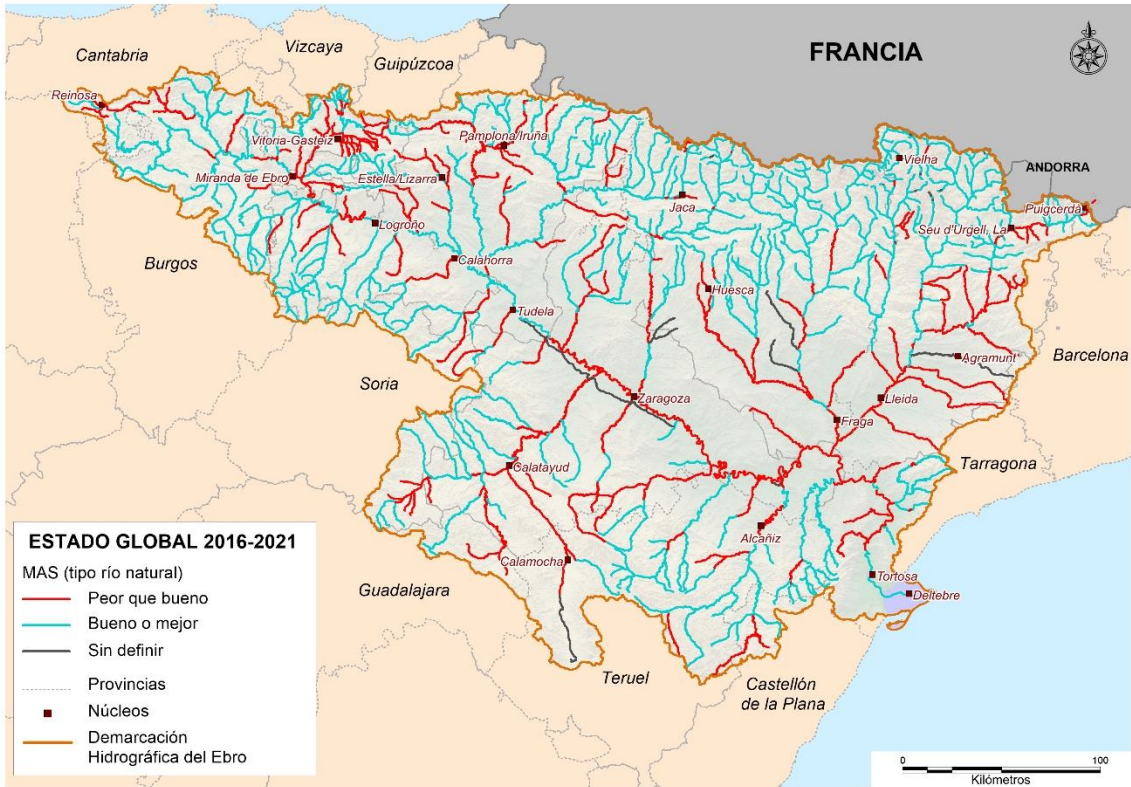 Cantabria
Vizcaya
Guipúzcoa
FRANCIA
Reinosa
Vitoria-Gasteiz
Pamplona/Iruña
Vielha
ANDORRA
Miranda de Ebro
Estella/Lizarra
Jaca
Puigcerdà
Logroño
Seu d'Urgell, La
Burgos
Calahorra
Huesca
Tudela
Agramunt
Barcelona
Soria
Zaragoza
Lleida
Fraga
Calatayud
Tarragona
Alcañiz
Calamocha
Guadalajara
Tortosa
Deltebre
Teruel
Castellón
de la Plana
ESTADO GLOBAL 2016-2021
MAS (tipo río natural)
Peor que bueno
Bueno o mejor
Sin definir
Provincias
Núcleos
Demarcación
Hidrográfica del Ebro
0 100
Kilómetros